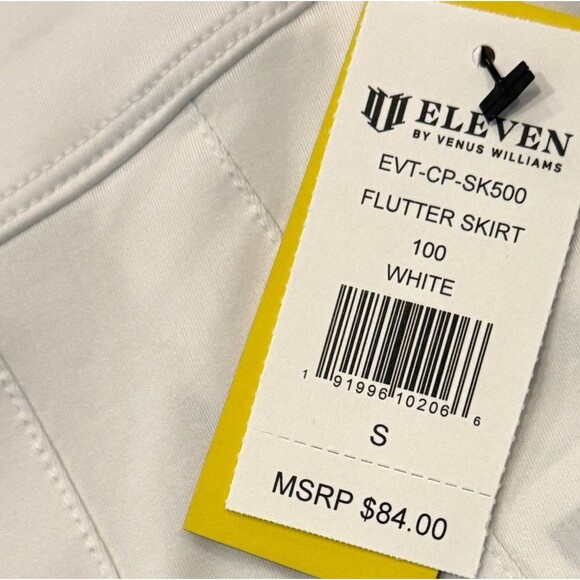 ELEVEN
BY VENUS WILLIAMS
EVT-CP-SK500
FLUTTER SKIRT
100
WHITE
1 91996 10206 6
S
MSRP $84.00